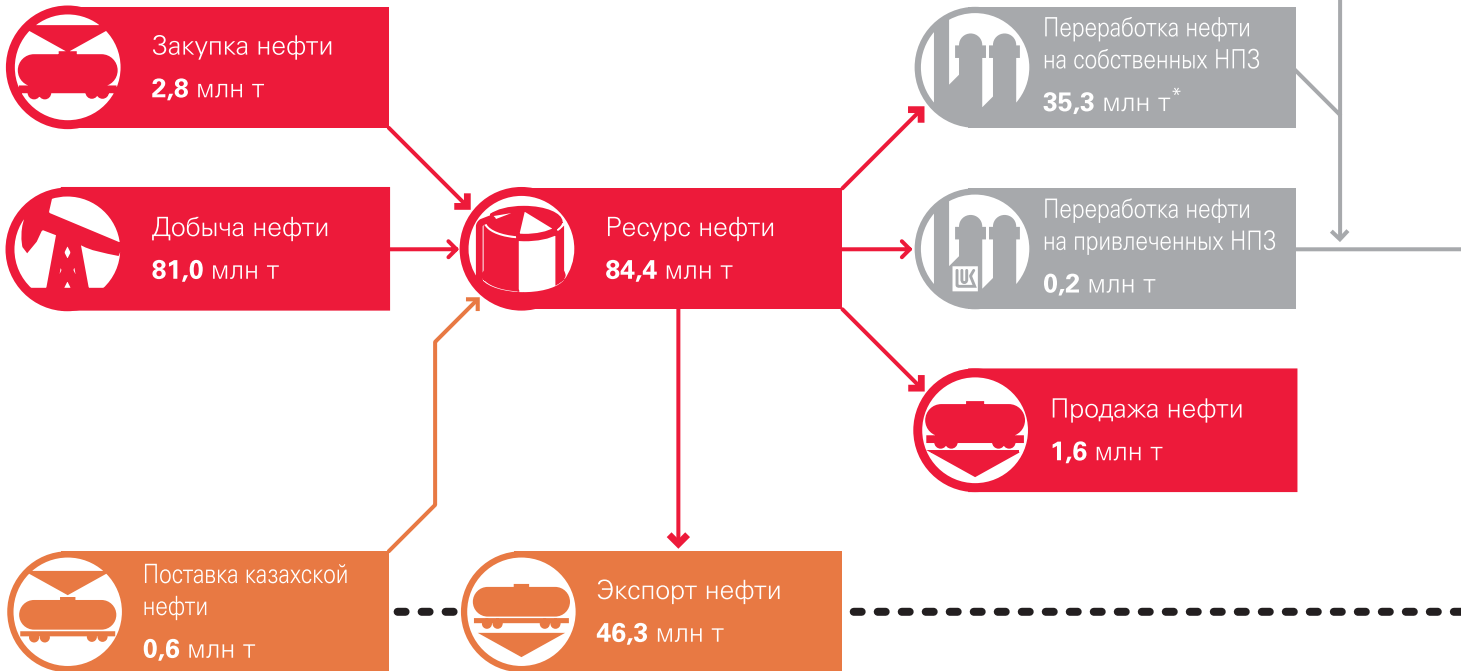 Закупка нефти
2,8 млн т
Добыча нефти
81,0 млн т
Поставка казахской
нефти
0,6 млн т
Ресурс нефти
84,4 млн т
Экспорт нефти
46,3 млн т
Переработка нефти
на собственных НПЗ
35,3 млн т*
Переработка нефти
на привлеченных НПЗ
0,2 млн т
LUK
Продажа нефти
1,6 млн т